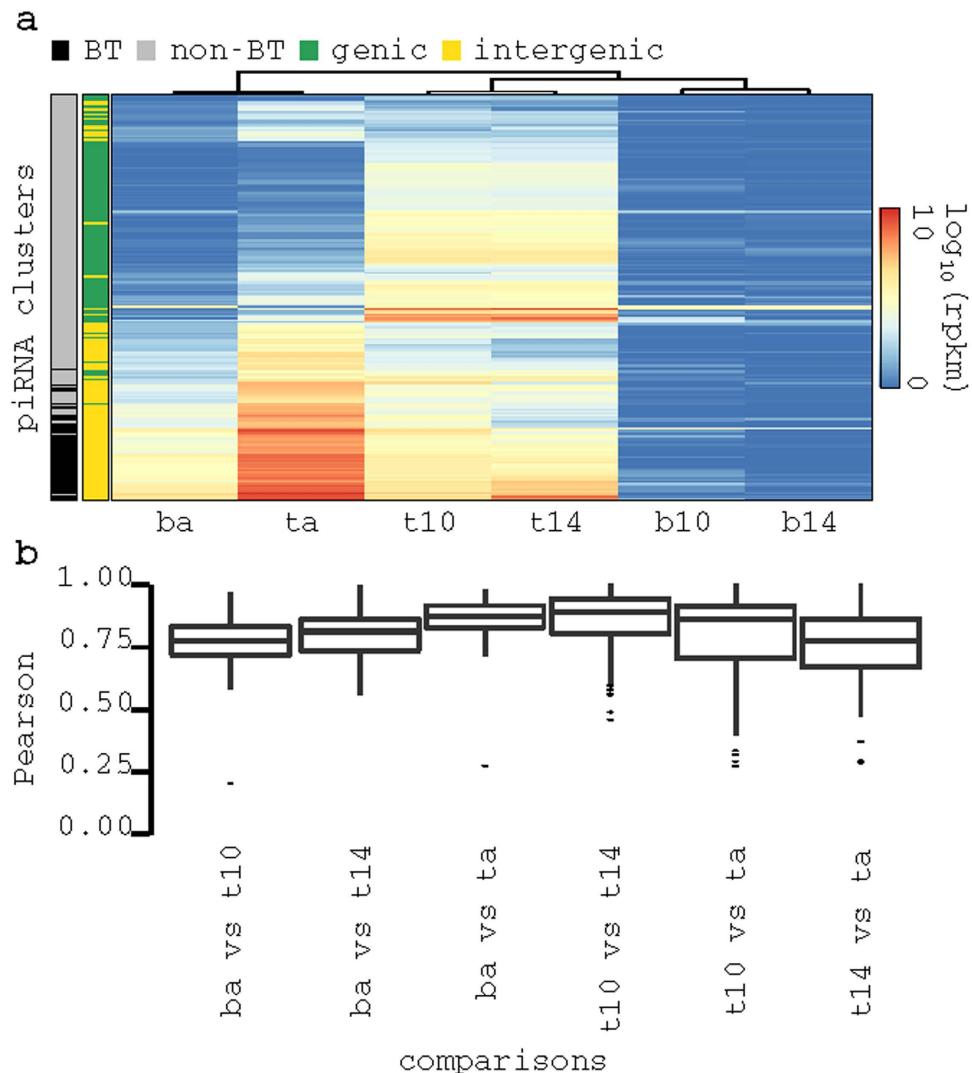 a
BT non-BT genic intergenic
piRNA clusters
10
0
log10 (rpkm)
ba ta t10 t14 b10 b14
b
1.00
0.75
0.50
0.25
0.00
Pearson
ba vs t10
ba vs t14
ba vs ta
t10 vs t14
t10 vs ta
t14 vs ta
comparisons